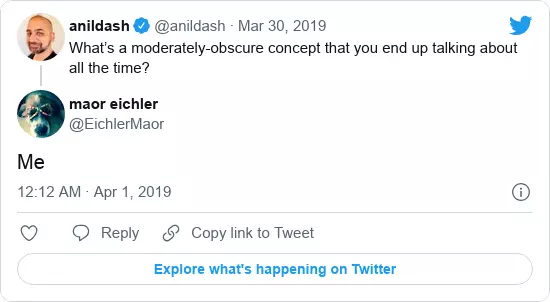 anildash @anildash · Mar 30, 2019
What's a moderately-obscure concept that you end up talking about
all the time?
maor eichler
@EichlerMaor
Me
12:12 AM · Apr 1, 2019
Reply Copy link to Tweet
Explore what's happening on Twitter